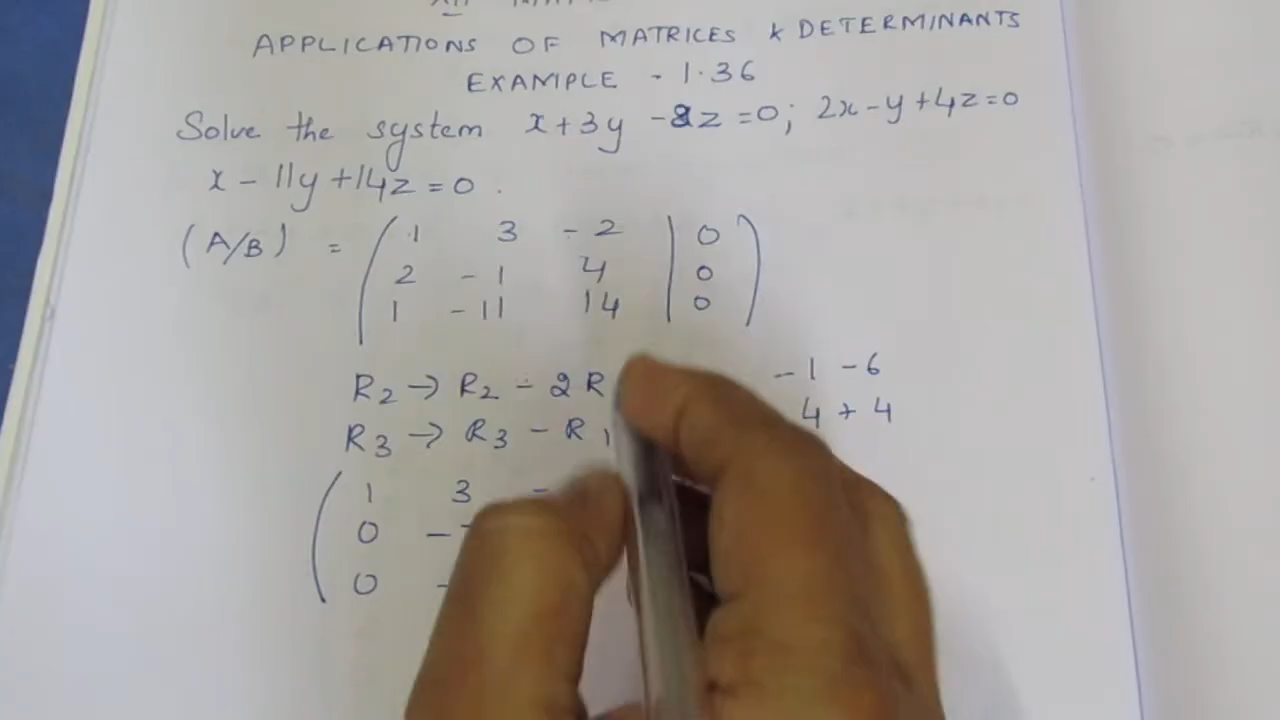 APPLICATIONS OF MATRICES & DETERMINANTS
EXAMPLE - 1.36
Solve the system x+3y -2z =0; 2x-y+4z=0
x - 11y +14z =0.
(A/B) = ( 1 3 -2 | 0 )
2 -1 4 | 0
1 -11 14 | 0
R2 → R2 - 2R
-1 -6
R3 → R3 - R1
4 + 4
1 3 -
0 -
0 -